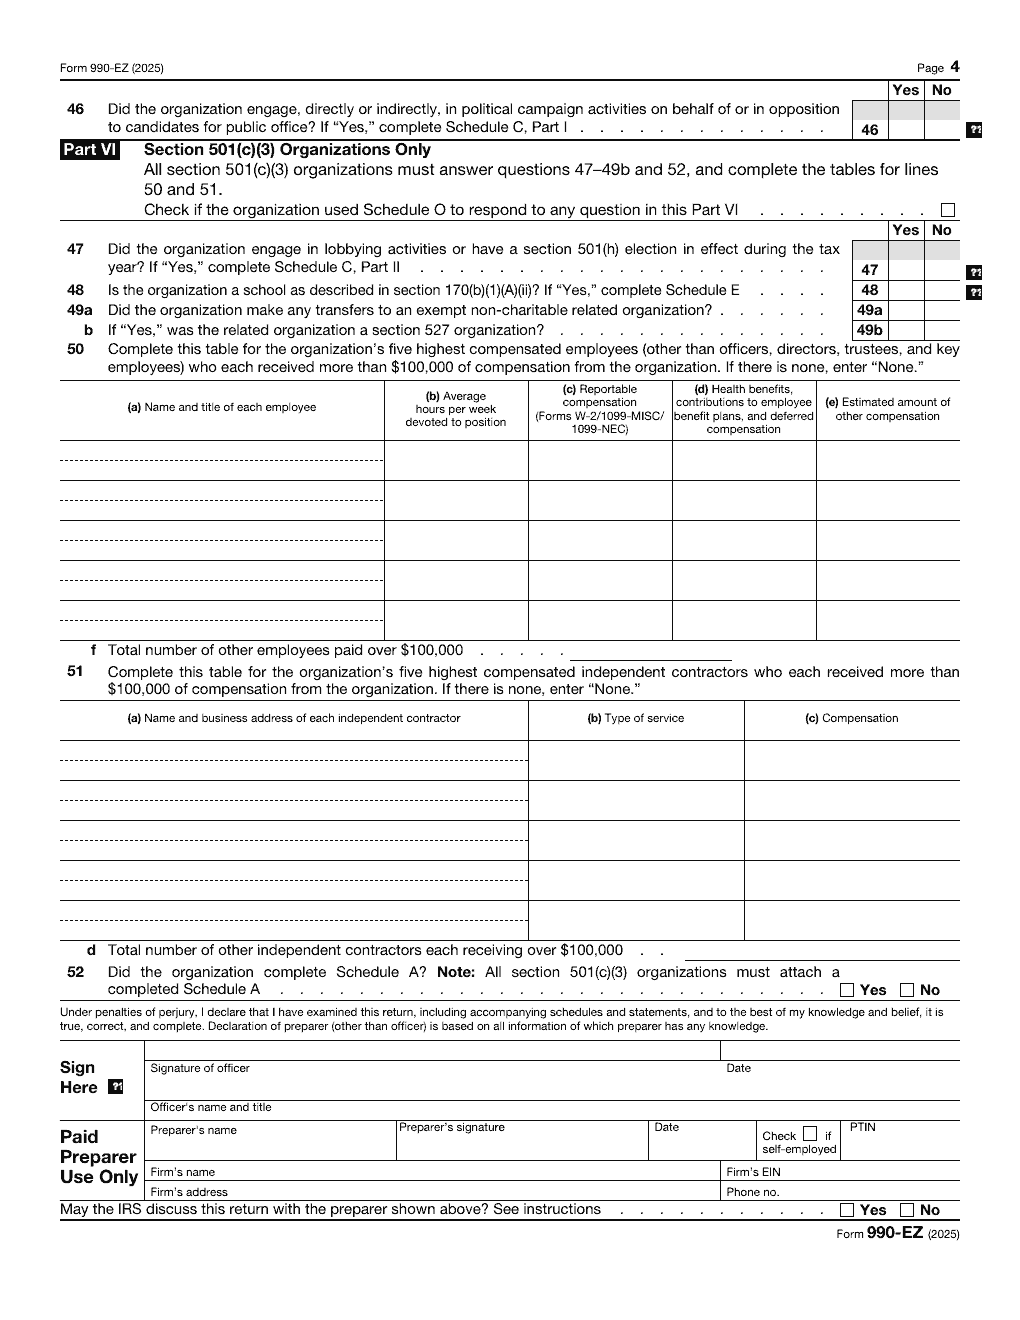 Form 990-EZ (2025) Page 4
Yes No
46 Did the organization engage, directly or indirectly, in political campaign activities on behalf of or in opposition
to candidates for public office? If “Yes,” complete Schedule C, Part I . . . . . . . . . . . . . 46
Part VI Section 501(c)(3) Organizations Only
All section 501(c)(3) organizations must answer questions 47–49b and 52, and complete the tables for lines
50 and 51.
Check if the organization used Schedule O to respond to any question in this Part VI . . . . . . . . .
Yes No
47 Did the organization engage in lobbying activities or have a section 501(h) election in effect during the tax
year? If “Yes,” complete Schedule C, Part II . . . . . . . . . . . . . . . . . . . 47
48 Is the organization a school as described in section 170(b)(1)(A)(ii)? If “Yes,” complete Schedule E . . . . 48
49a Did the organization make any transfers to an exempt non-charitable related organization? . . . . . . 49a
b If “Yes,” was the related organization a section 527 organization? . . . . . . . . . . . . . 49b
50 Complete this table for the organization’s five highest compensated employees (other than officers, directors, trustees, and key
employees) who each received more than $100,000 of compensation from the organization. If there is none, enter “None.”
(a) Name and title of each employee
(b) Average
hours per week
devoted to position
(c) Reportable
compensation
(Forms W-2/1099-MISC/
1099-NEC)
(d) Health benefits,
contributions to employee
benefit plans, and deferred
compensation
(e) Estimated amount of
other compensation
f Total number of other employees paid over $100,000 . . . . .
51 Complete this table for the organization’s five highest compensated independent contractors who each received more than
$100,000 of compensation from the organization. If there is none, enter “None.”
(a) Name and business address of each independent contractor (b) Type of service (c) Compensation
d Total number of other independent contractors each receiving over $100,000 . .
52 Did the organization complete Schedule A? Note: All section 501(c)(3) organizations must attach a
completed Schedule A . . . . . . . . . . . . . . . . . . . . . . . . . . . Yes No
Under penalties of perjury, I declare that I have examined this return, including accompanying schedules and statements, and to the best of my knowledge and belief, it is
true, correct, and complete. Declaration of preparer (other than officer) is based on all information of which preparer has any knowledge.
Sign
Here
Signature of officer Date
Officer's name and title
Paid
Preparer
Use Only
Preparer's name Preparer’s signature Date Check if
self-employed PTIN
Firm’s name Firm’s EIN
Firm’s address Phone no.
May the IRS discuss this return with the preparer shown above? See instructions . . . . . . . . . . . Yes No
Form 990-EZ (2025)